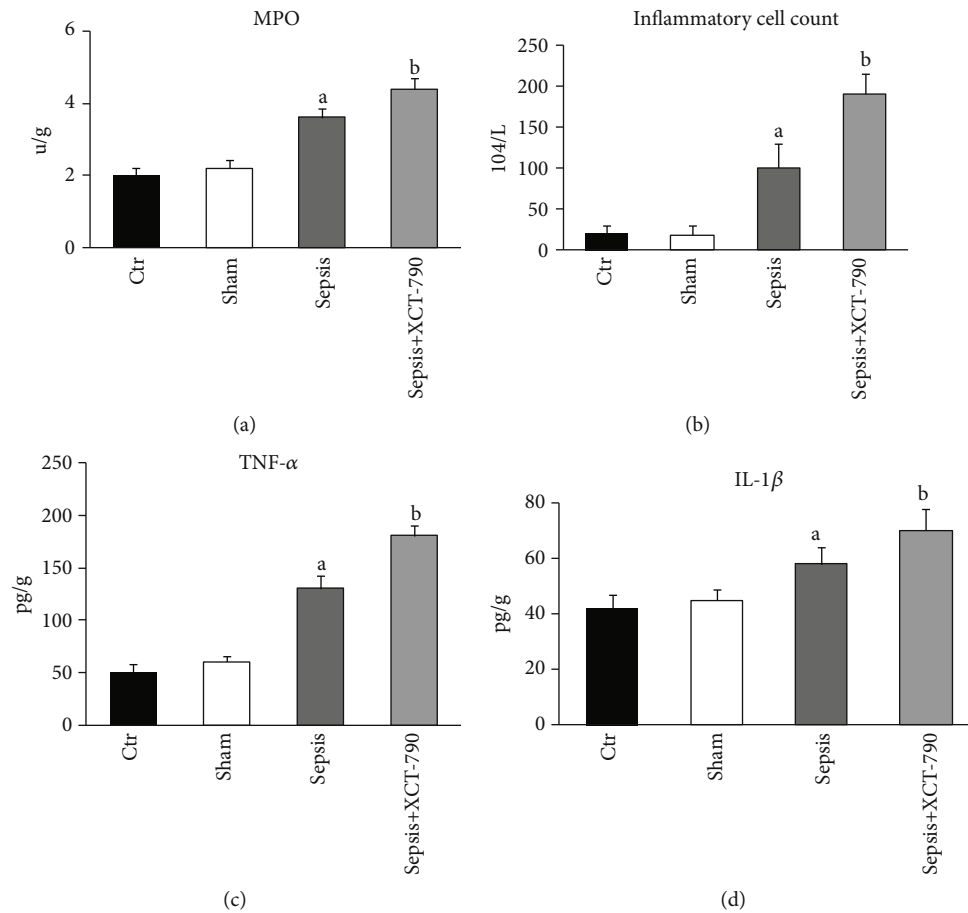 MPO
6
4
2
0
u/g
a
b
Ctr
Sham
Sepsis
Sepsis+XCT-790
(a)
Inflammatory cell count
250
200
150
100
50
0
104/L
a
b
Ctr
Sham
Sepsis
Sepsis+XCT-790
(b)
TNF-α
250
200
150
100
50
0
pg/g
a
b
Ctr
Sham
Sepsis
Sepsis+XCT-790
(c)
IL-1β
80
60
40
20
0
pg/g
a
b
Ctr
Sham
Sepsis
Sepsis+XCT-790
(d)